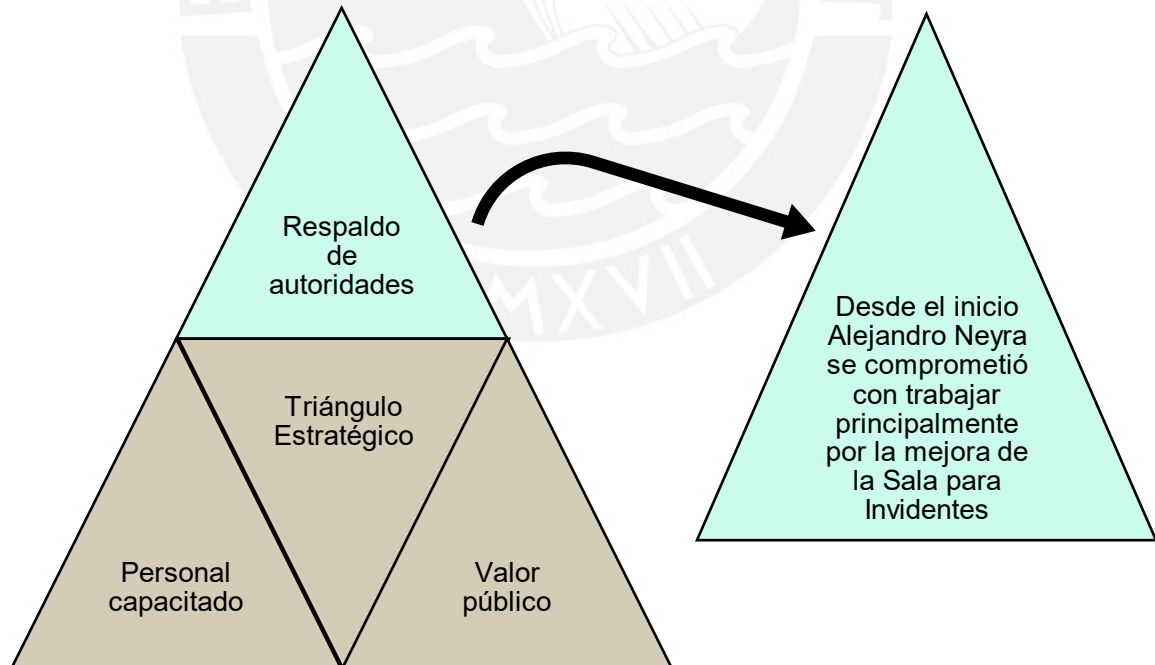 Respaldo
de
autoridades
Triángulo
Estratégico
Personal
capacitado
Valor
público
Desde el inicio
Alejandro Neyra
se comprometió
con trabajar
principalmente
por la mejora de
la Sala para
Invidentes
MXVII